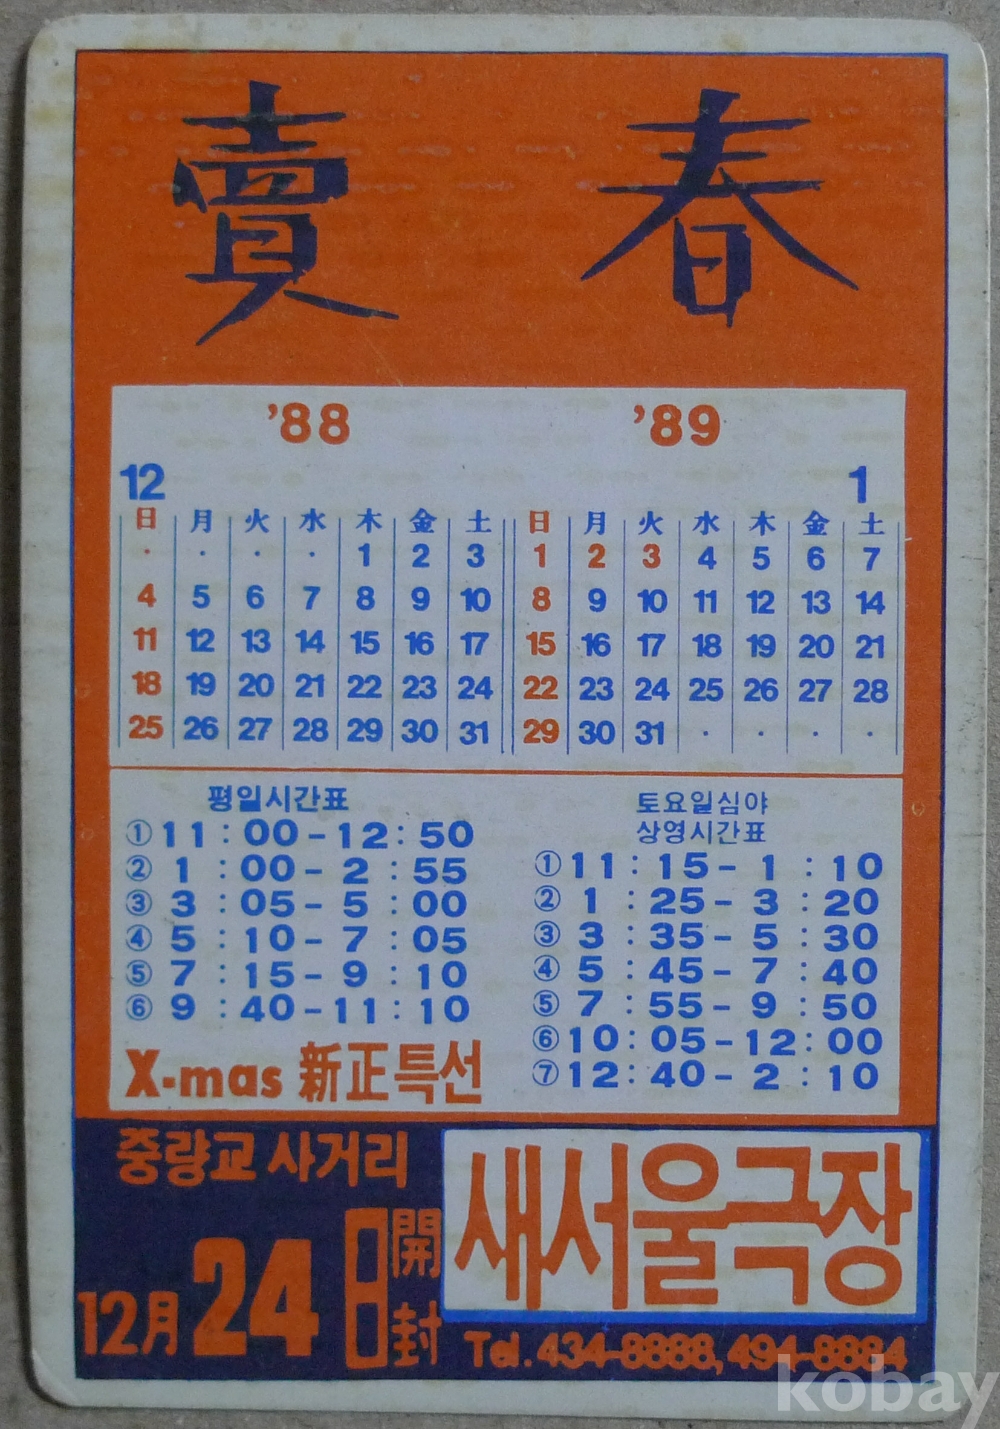 賣春
'88 '89
12 1
日 月 火 水 木 金 土 日 月 火 水 木 金 土
· · · · 1 2 3 1 2 3 4 5 6 7
4 5 6 7 8 9 10 8 9 10 11 12 13 14
11 12 13 14 15 16 17 15 16 17 18 19 20 21
18 19 20 21 22 23 24 22 23 24 25 26 27 28
25 26 27 28 29 30 31 29 30 31 · · · ·
평일시간표
① 11:00-12:50
② 1:00-2:55
③ 3:05-5:00
④ 5:10-7:05
⑤ 7:15-9:10
⑥ 9:40-11:10
X-mas 新正특선
토요일심야
상영시간표
① 11:15-1:10
② 1:25-3:20
③ 3:35-5:30
④ 5:45-7:40
⑤ 7:55-9:50
⑥ 10:05-12:00
⑦ 12:40-2:10
중랑교 사거리
12月 24日 開封
새서울극장
Tel. 434-8888, 494-8884
kobay